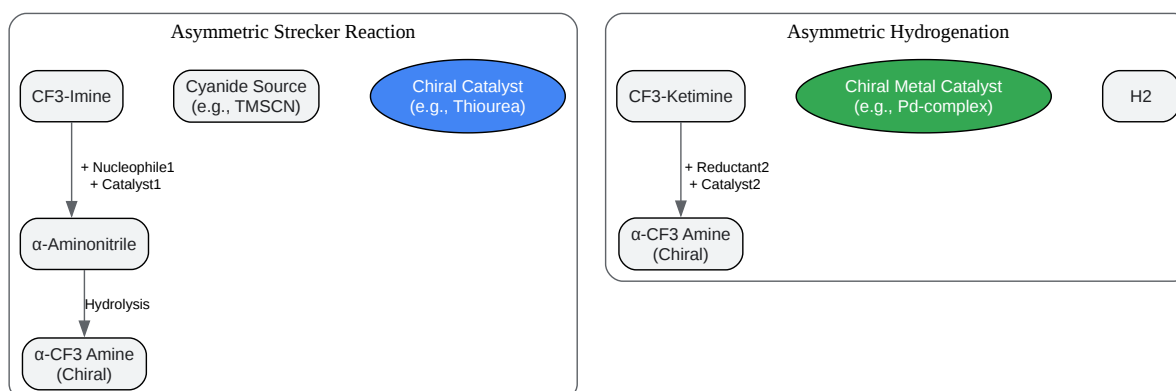 Asymmetric Strecker Reaction
CF3-Imine
Cyanide Source
(e.g., TMSCN)
Chiral Catalyst
(e.g., Thiourea)
+ Nucleophile1
+ Catalyst1
α-Aminonitrile
Hydrolysis
α-CF3 Amine
(Chiral)
Asymmetric Hydrogenation
CF3-Ketimine
Chiral Metal Catalyst
(e.g., Pd-complex)
H2
+ Reductant2
+ Catalyst2
α-CF3 Amine
(Chiral)